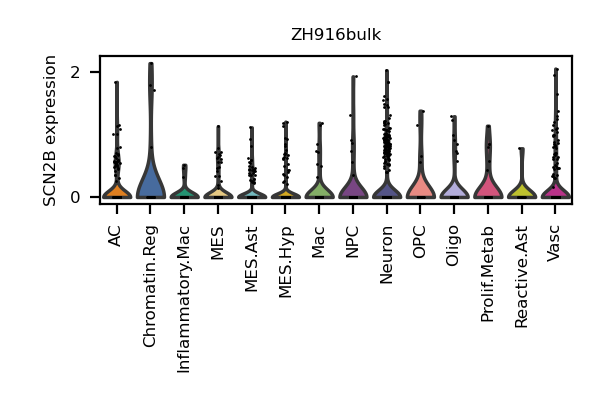 ZH916bulk
SCN2B expression
2
0
AC
Chromatin.Reg
Inflammatory.Mac
MES
MES.Ast
MES.Hyp
Mac
NPC
Neuron
OPC
Oligo
Prolif.Metab
Reactive.Ast
Vasc